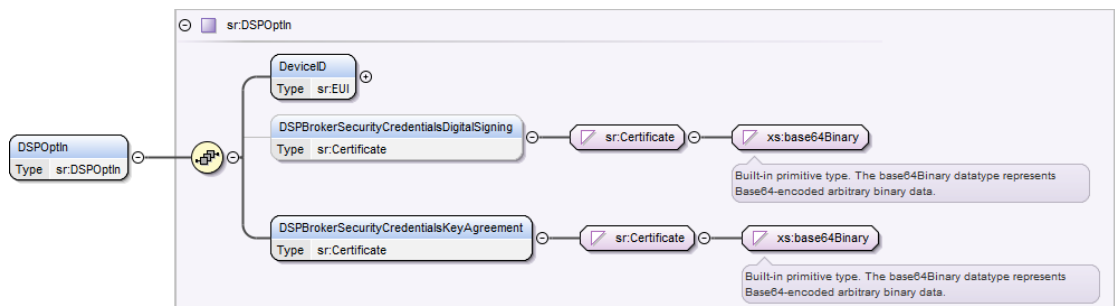 sr:DSPOptIn
DeviceID
Type sr:EUI
DSPBrokerSecurityCredentialsDigitalSigning
Type sr:Certificate
sr:Certificate
xs:base64Binary
Built-in primitive type. The base64Binary datatype represents
Base64-encoded arbitrary binary data.
DSPOptIn
Type sr:DSPOptIn
DSPBrokerSecurityCredentialsKeyAgreement
Type sr:Certificate
sr:Certificate
xs:base64Binary
Built-in primitive type. The base64Binary datatype represents
Base64-encoded arbitrary binary data.